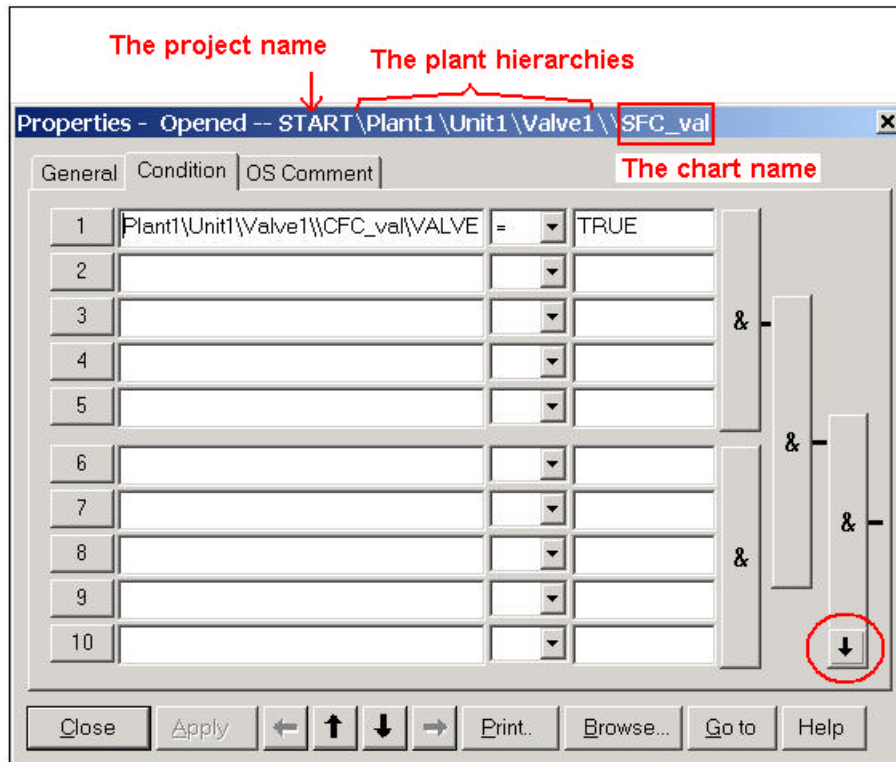 The project name
The plant hierarchies
Properties - Opened -- START\Plant1\Unit1\Valve1\\SFC_val
The chart name
General Condition OS Comment
1 Plant1\Unit1\Valve1\\CFC_val\VALVE = TRUE
2
3
&
4
5
6
&
7
&
8
&
9
10
Close Apply Print.. Browse... Go to Help